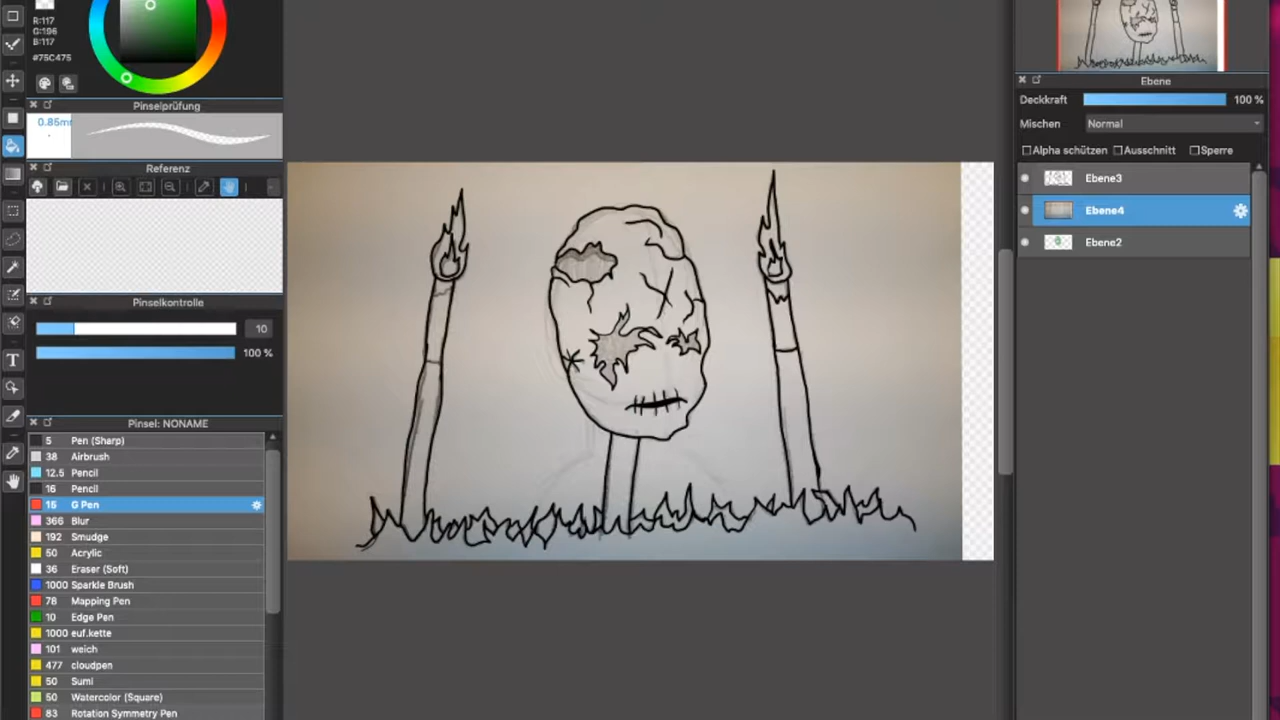 R:117
G:196
B:117
#75C475
Pinselprüfung
0.85m
Referenz
Pinselkontrolle
10
100 %
Pinsel: NONAME
5 Pen (Sharp)
38 Airbrush
12.5 Pencil
16 Pencil
15 G Pen
366 Blur
192 Smudge
50 Acrylic
36 Eraser (Soft)
1000 Sparkle Brush
78 Mapping Pen
10 Edge Pen
1000 euf.kette
101 weich
477 cloudpen
50 Sumi
50 Watercolor (Square)
83 Rotation Symmetry Pen
Ebene
Deckkraft 100 %
Mischen Normal
Alpha schützen Ausschnitt Sperre
Ebene3
Ebene4
Ebene2